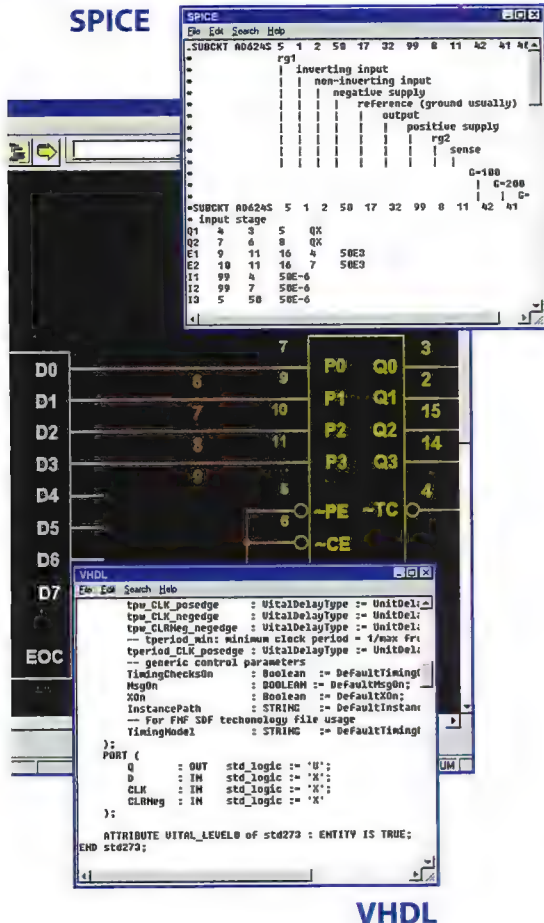 SPICE
SPICE
File Edit Search Help
.SUBCKT AD624S 5 1 2 50 17 32 99 8 11 42 41 4
* rg1
* | inverting input
* | | non-inverting input
* | | | negative supply
* | | | | reference (ground usually)
* | | | | | output
* | | | | | | positive supply
* | | | | | | | rg2
* | | | | | | | | sense
* | | | | | | | | |
* G=100
* | G=200
* | | G=
*SUBCKT AD624S 5 1 2 50 17 32 99 8 11 42 41
* input stage
Q1 4 3 5 QX
Q2 7 6 8 QX
E1 9 11 16 4 50E3
E2 10 11 16 7 50E3
I1 99 4 50E-6
I2 99 7 50E-6
I3 5 50 50E-6
7 3
D0 9 P0 Q0
6 2
D1 10 P1 Q1
7 15
D2 11 P2 Q2
8 14
D3 P3 Q3
9
D4 5 4
~PE ~TC
D5 6
~CE
D6
D7
EOC
VHDL
File Edit Search Help
tpw_CLK_posedge : VitalDelayType := UnitDela
tpw_CLK_negedge : VitalDelayType := UnitDela
tpw_CLRNeg_negedge : VitalDelayType := UnitDela
-- tperiod_min: minimum clock period = 1/max fr
tperiod_CLK_posedge : VitalDelayType := UnitDela
-- generic control parameters
TimingChecksOn : Boolean := DefaultTiming
MsgOn : BOOLEAN := DefaultMsgOn;
XOn : Boolean := DefaultXOn;
InstancePath : STRING := DefaultInstanc
-- For FMF SDF techonology file usage
TimingModel : STRING := DefaultTiming
);
PORT (
Q : OUT std_logic := 'U';
D : IN std_logic := 'X';
CLK : IN std_logic := 'X';
CLRNeg : IN std_logic := 'X'
);
ATTRIBUTE VITAL_LEVEL0 of std273 : ENTITY IS TRUE;
END std273;
UM
VHDL